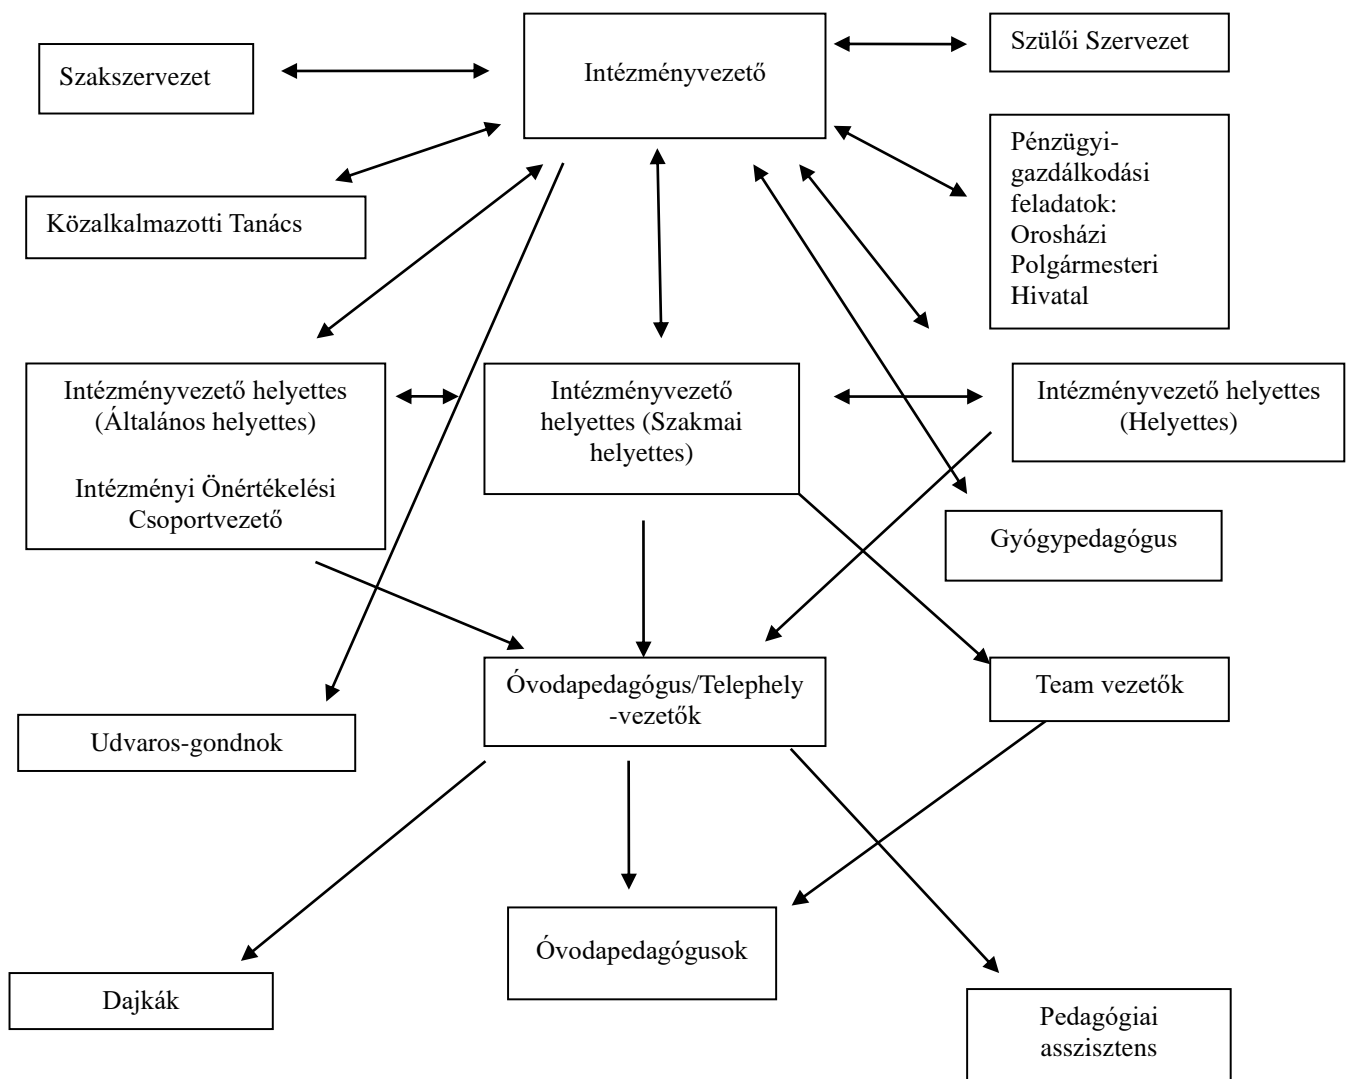 Szakszervezet
Intézményvezető
Szülői Szervezet
Közalkalmazotti Tanács
Pénzügyi-
gazdálkodási
feladatok:
Orosházi
Polgármesteri
Hivatal
Intézményvezető helyettes
(Általános helyettes)
Intézményi Önértékelési
Csoportvezető
Intézményvezető
helyettes (Szakmai
helyettes)
Intézményvezető helyettes
(Helyettes)
Gyógypedagógus
Óvodapedagógus/Telephely
-vezetők
Team vezetők
Udvaros-gondnok
Óvodapedagógusok
Dajkák
Pedagógiai
asszisztens